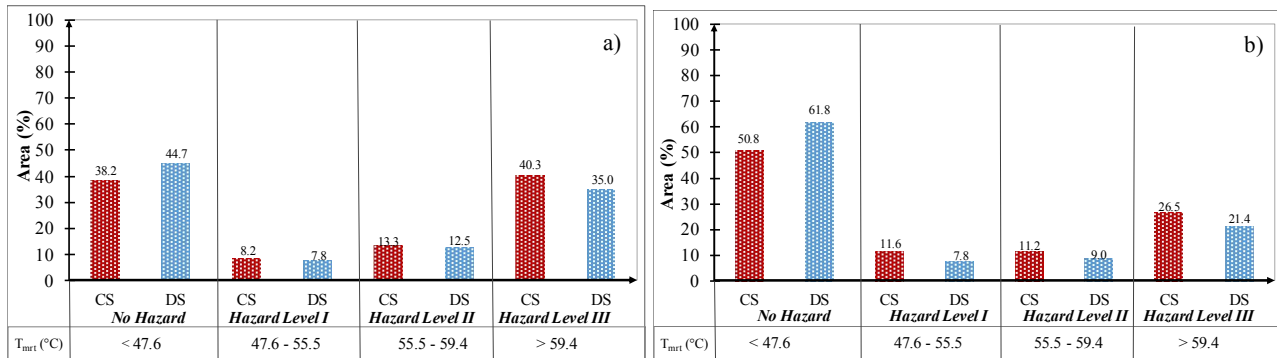 a)
Area (%)
100
90
80
70
60
50
40
30
20
10
0
38.2 44.7 8.2 7.8 13.3 12.5 40.3 35.0
CS DS CS DS CS DS CS DS
No Hazard Hazard Level I Hazard Level II Hazard Level III
Tmrt (°C) < 47.6 47.6 - 55.5 55.5 - 59.4 > 59.4
b)
Area (%)
100
90
80
70
60
50
40
30
20
10
0
50.8 61.8 11.6 7.8 11.2 9.0 26.5 21.4
CS DS CS DS CS DS CS DS
No Hazard Hazard Level I Hazard Level II Hazard Level III
Tmrt (°C) < 47.6 47.6 - 55.5 55.5 - 59.4 > 59.4